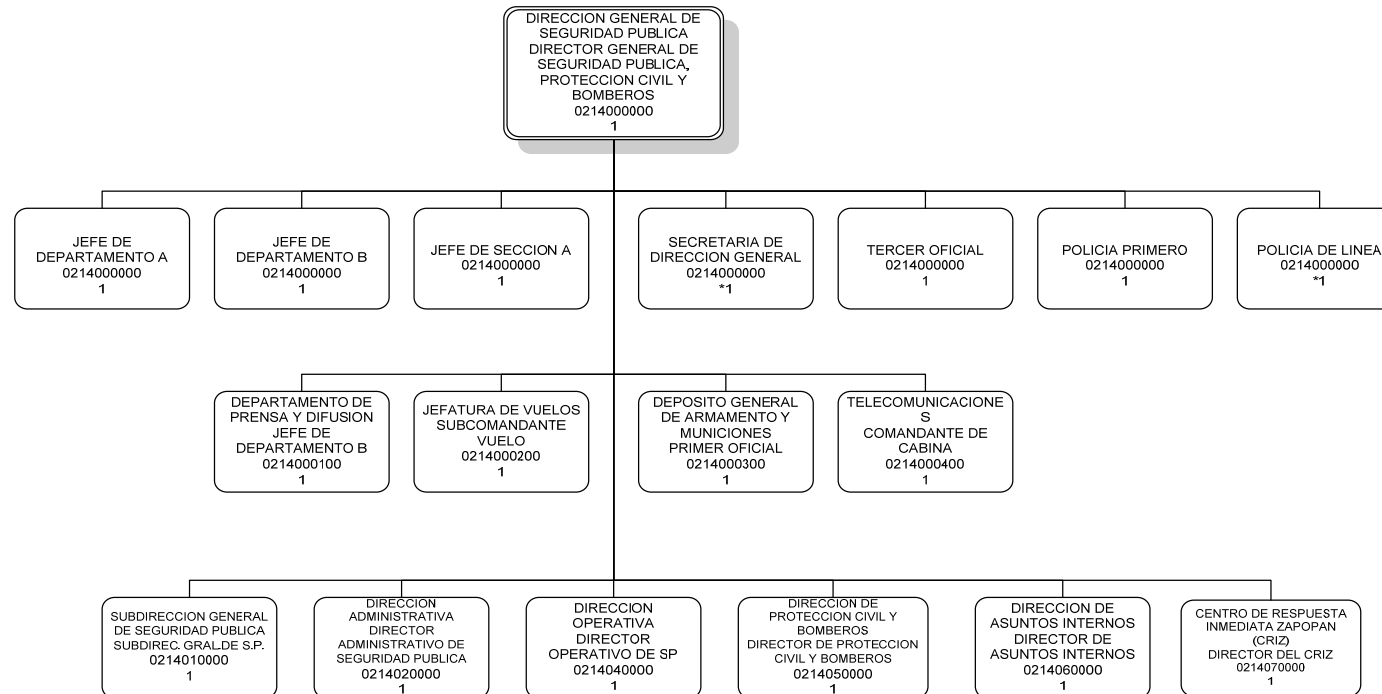 DIRECCION GENERAL DE
SEGURIDAD PUBLICA
DIRECTOR GENERAL DE
SEGURIDAD PUBLICA,
PROTECCION CIVIL Y
BOMBEROS
0214000000
1
JEFE DE
DEPARTAMENTO A
0214000000
1
JEFE DE
DEPARTAMENTO B
0214000000
1
JEFE DE SECCION A
0214000000
1
SECRETARIA DE
DIRECCION GENERAL
0214000000
*1
TERCER OFICIAL
0214000000
1
POLICIA PRIMERO
0214000000
1
POLICIA DE LINEA
0214000000
*1
DEPARTAMENTO DE
PRENSA Y DIFUSION
JEFE DE
DEPARTAMENTO B
0214000100
1
JEFATURA DE VUELOS
SUBCOMANDANTE
VUELO
0214000200
1
DEPOSITO GENERAL
DE ARMAMENTO Y
MUNICIONES
PRIMER OFICIAL
0214000300
1
TELECOMUNICACIONE
S
COMANDANTE DE
CABINA
0214000400
1
SUBDIRECCION GENERAL
DE SEGURIDAD PUBLICA
SUBDIREC. GRAL.DE S.P.
0214010000
1
DIRECCION
ADMINISTRATIVA
DIRECTOR
ADMINISTRATIVO DE
SEGURIDAD PUBLICA
0214020000
1
DIRECCION
OPERATIVA
DIRECTOR
OPERATIVO DE SP
0214040000
1
DIRECCION DE
PROTECCION CIVIL Y
BOMBEROS
DIRECTOR DE PROTECCION
CIVIL Y BOMBEROS
0214050000
1
DIRECCION DE
ASUNTOS INTERNOS
DIRECTOR DE
ASUNTOS INTERNOS
0214060000
1
CENTRO DE RESPUESTA
INMEDIATA ZAPOPAN
(CRIZ)
DIRECTOR DEL CRIZ
0214070000
1